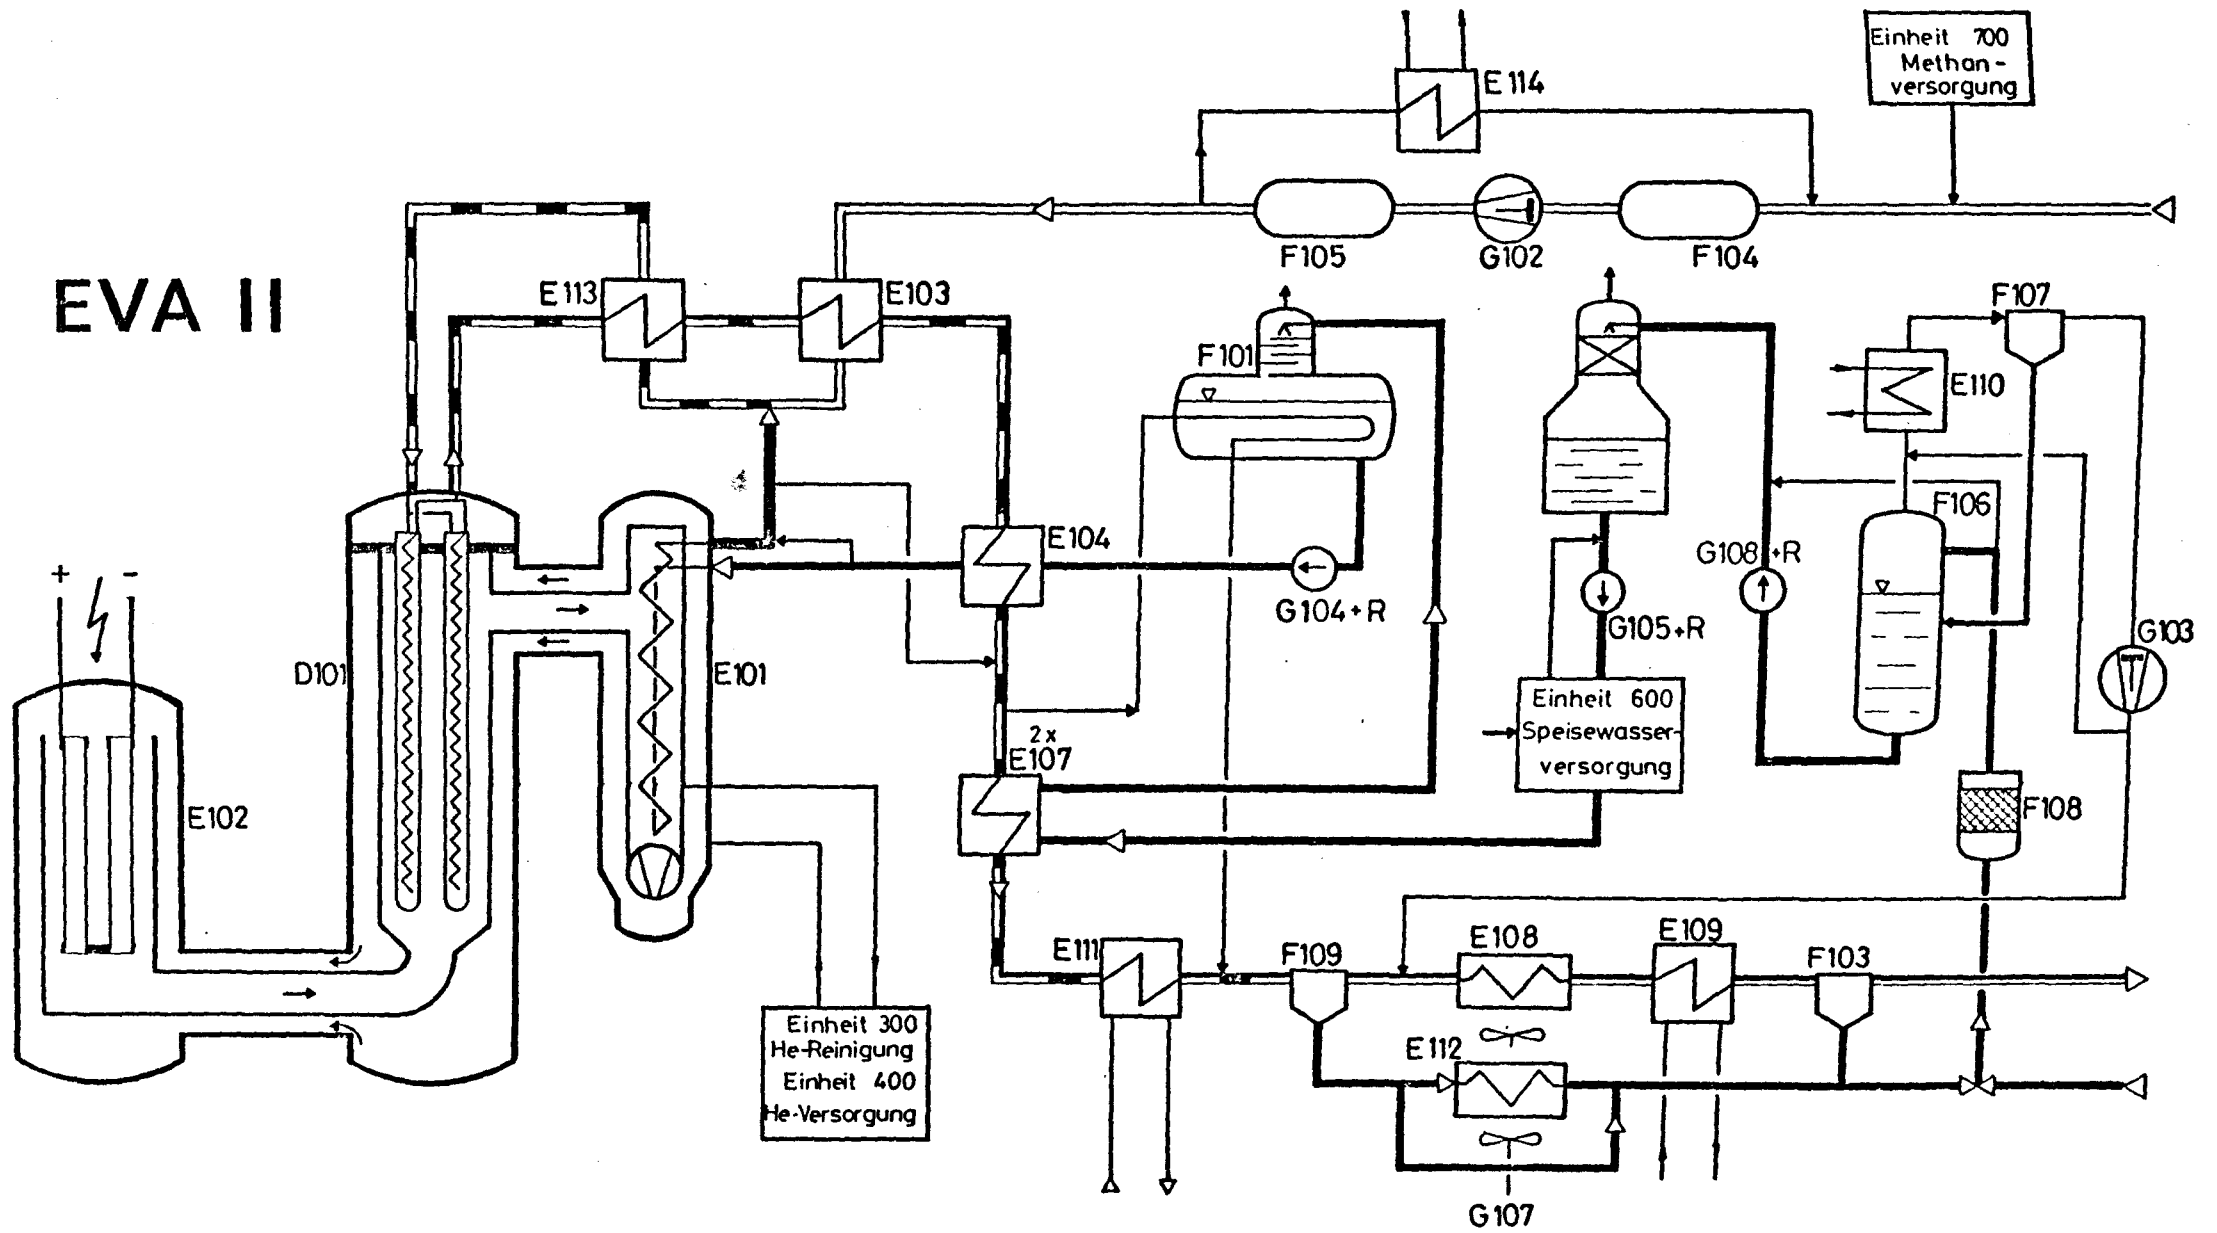 Einheit 700
Methan-
versorgung
E114
F105
G102
F104
EVA II
E113
E103
F101
F107
E110
F106
E104
G104+R
G108+R
G105+R
G103
+ -
D101
E101
Einheit 600
Speisewasser-
versorgung
2x
E107
E102
F108
E111
F109
E108
E109
F103
Einheit 300
He-Reinigung
Einheit 400
He-Versorgung
E112
G107